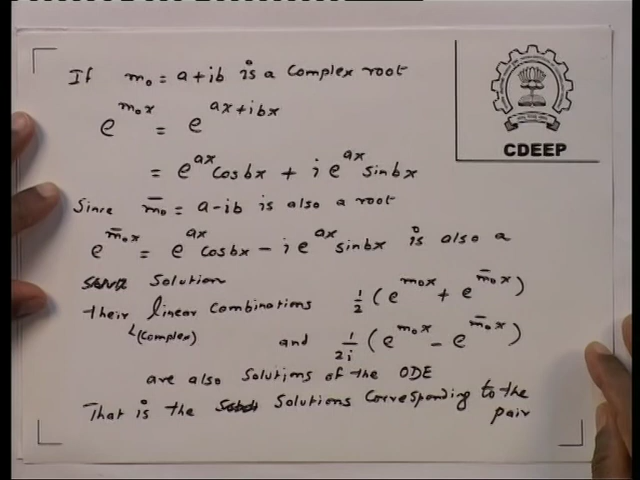 If m₀ = a+ib is a complex root
e^{m₀x} = e^{ax+ibx}
= e^{ax} cos bx + i e^{ax} sin bx
CDEEP
Since m̄₀ = a-ib is also a root
e^{m̄₀x} = e^{ax} cos bx - i e^{ax} sin bx is also a
Solution
their linear combinations 1/2 (e^{m₀x} + e^{m̄₀x})
(complex)
and 1/2i (e^{m₀x} - e^{m̄₀x})
are also solutions of the ODE
That is the Solutions corresponding to the
pair